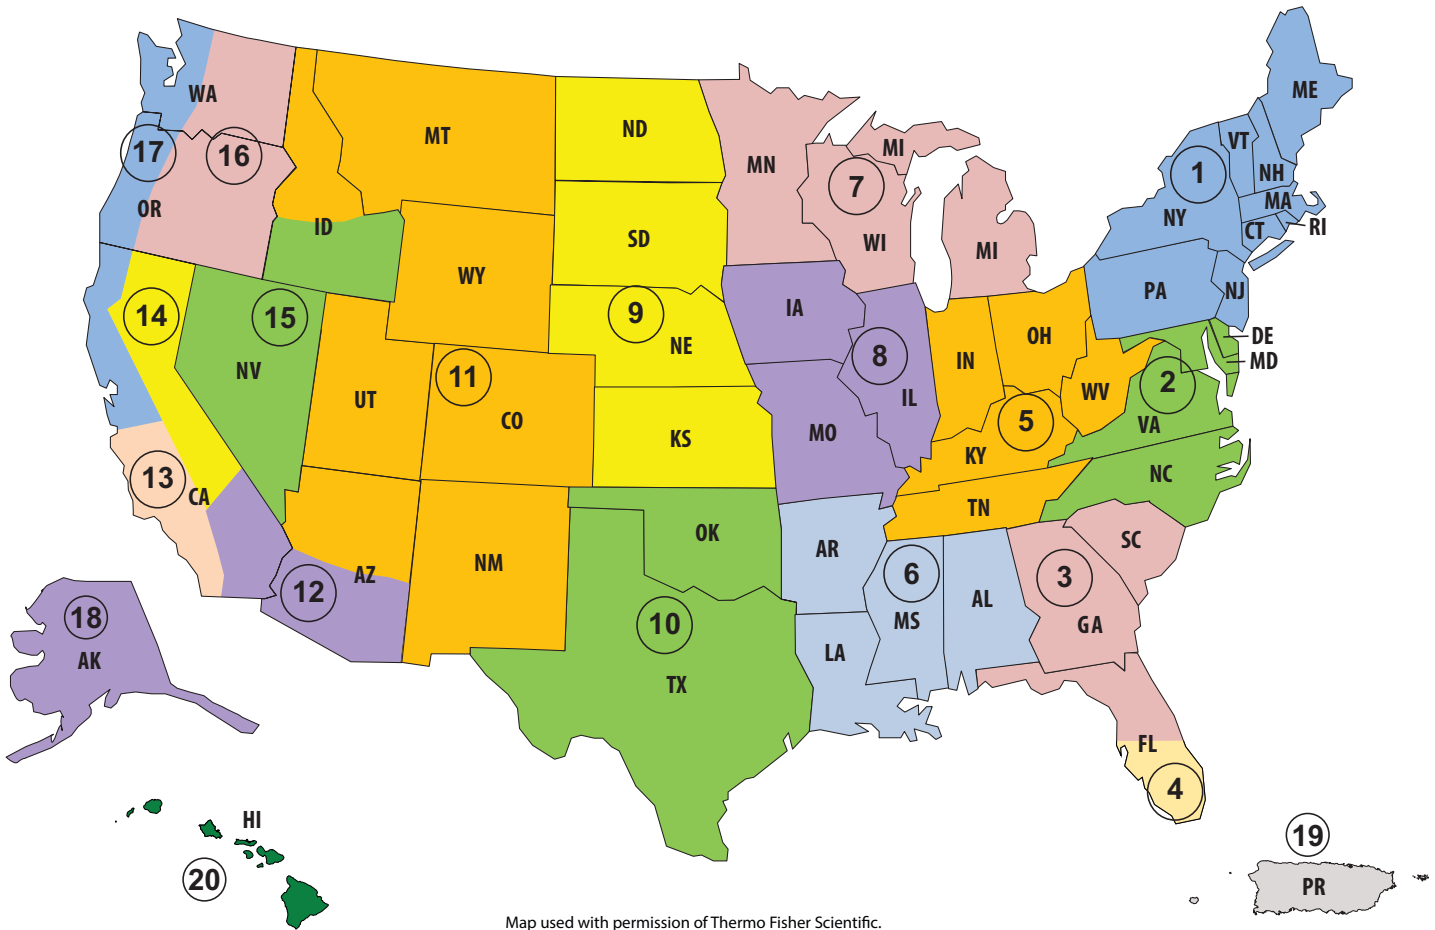 ME
WA
ND
MT
MN
MI
VT
1
NH
17
16
7
MA
OR
NY
CT
RI
ID
SD
WI
MI
WY
PA
NJ
14
15
9
IA
OH
DE
NE
8
IN
MD
NV
11
2
UT
CO
IL
WV
5
VA
KS
MO
KY
13
CA
NC
TN
OK
SC
AR
NM
AZ
6
3
12
AL
18
10
MS
GA
AK
LA
TX
FL
4
HI
19
20
PR
Map used with permission of Thermo Fisher Scientific.